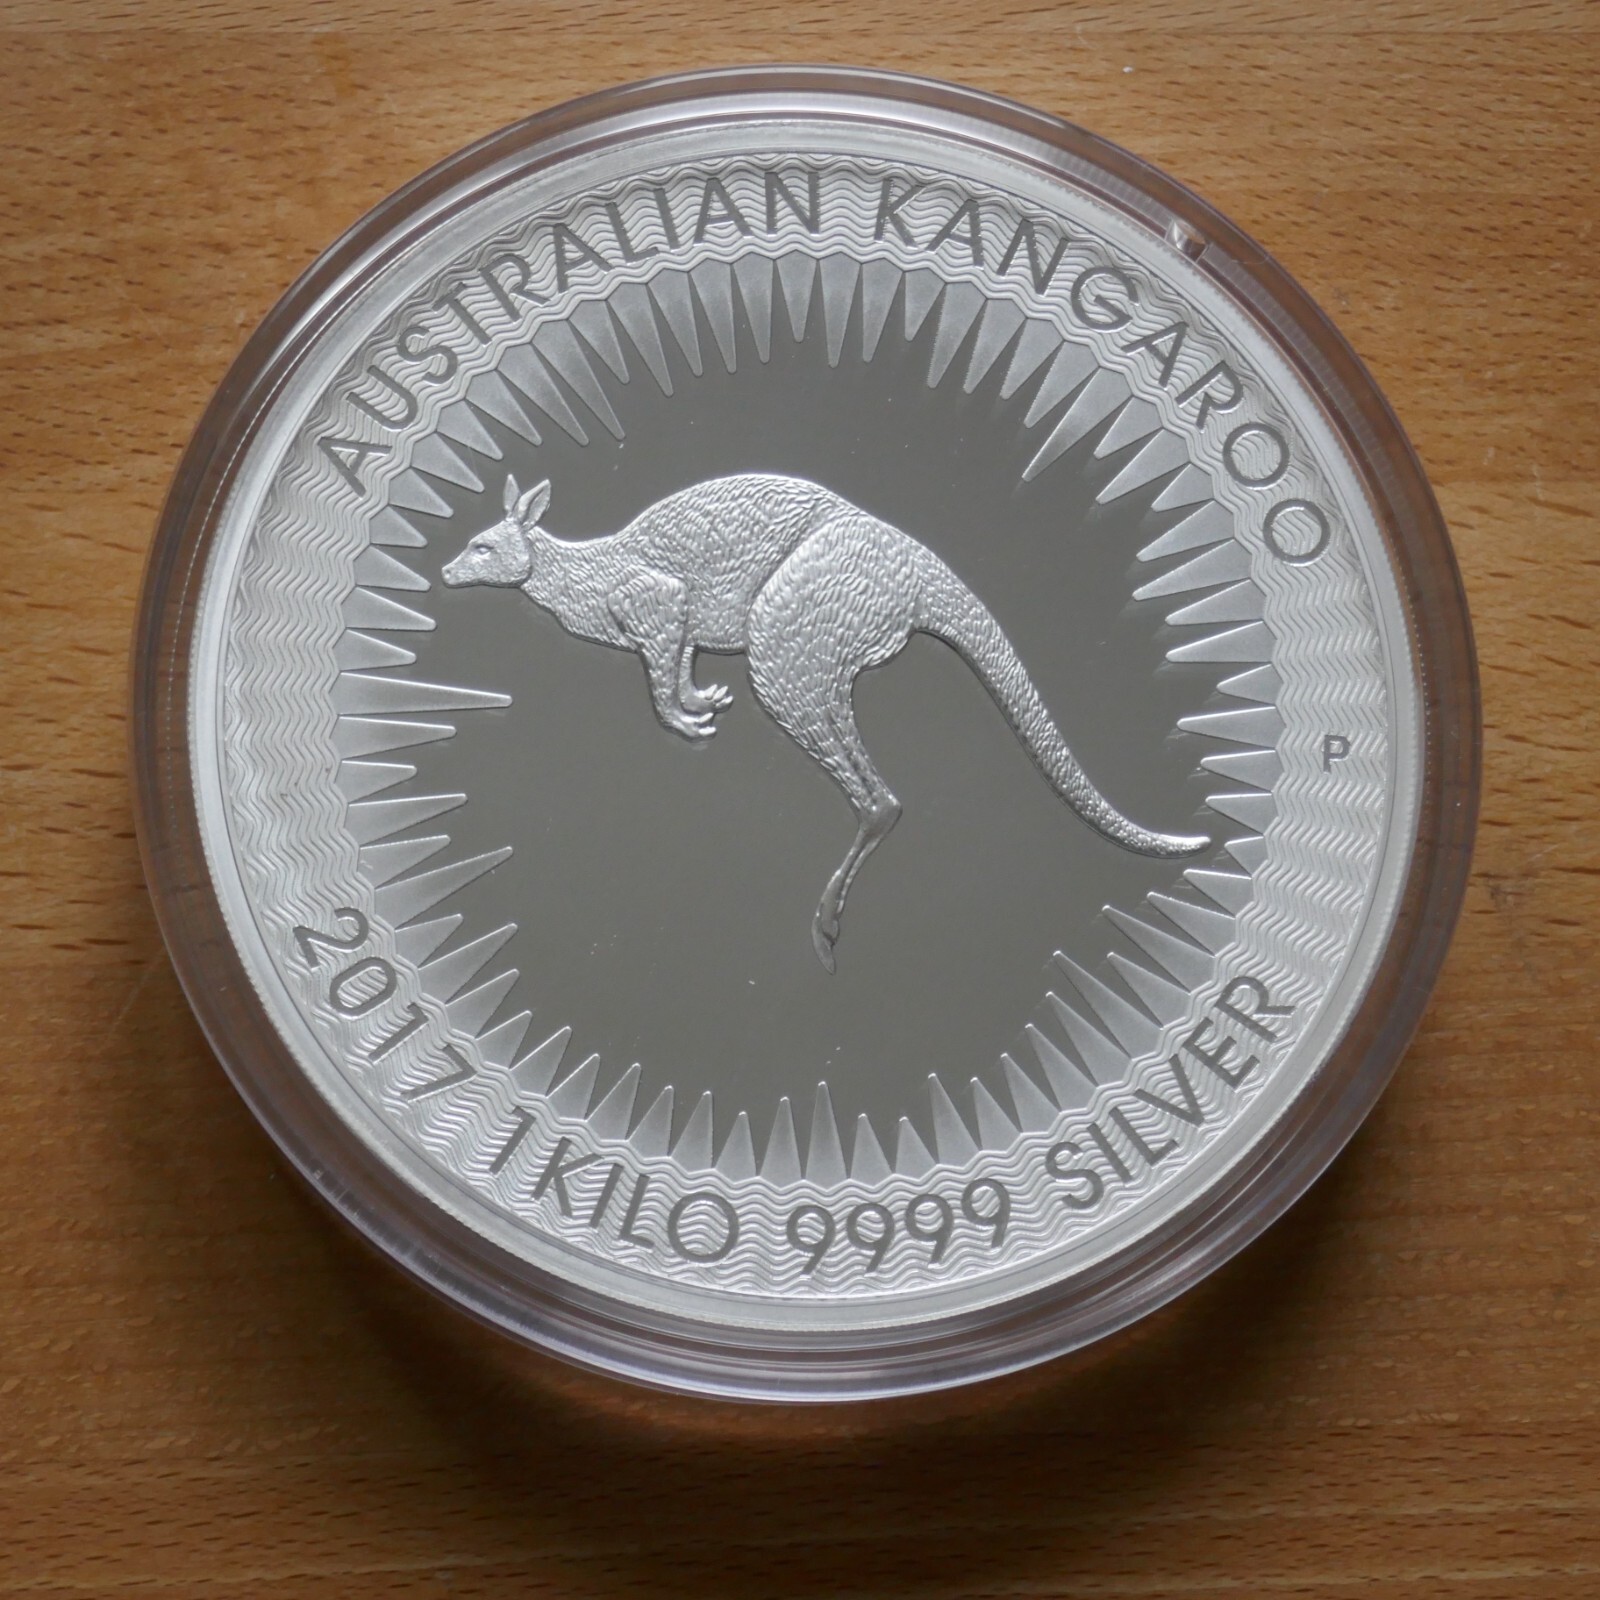 AUSTRALIAN KANGAROO
P
2017 1 KILO 9999 SILVER